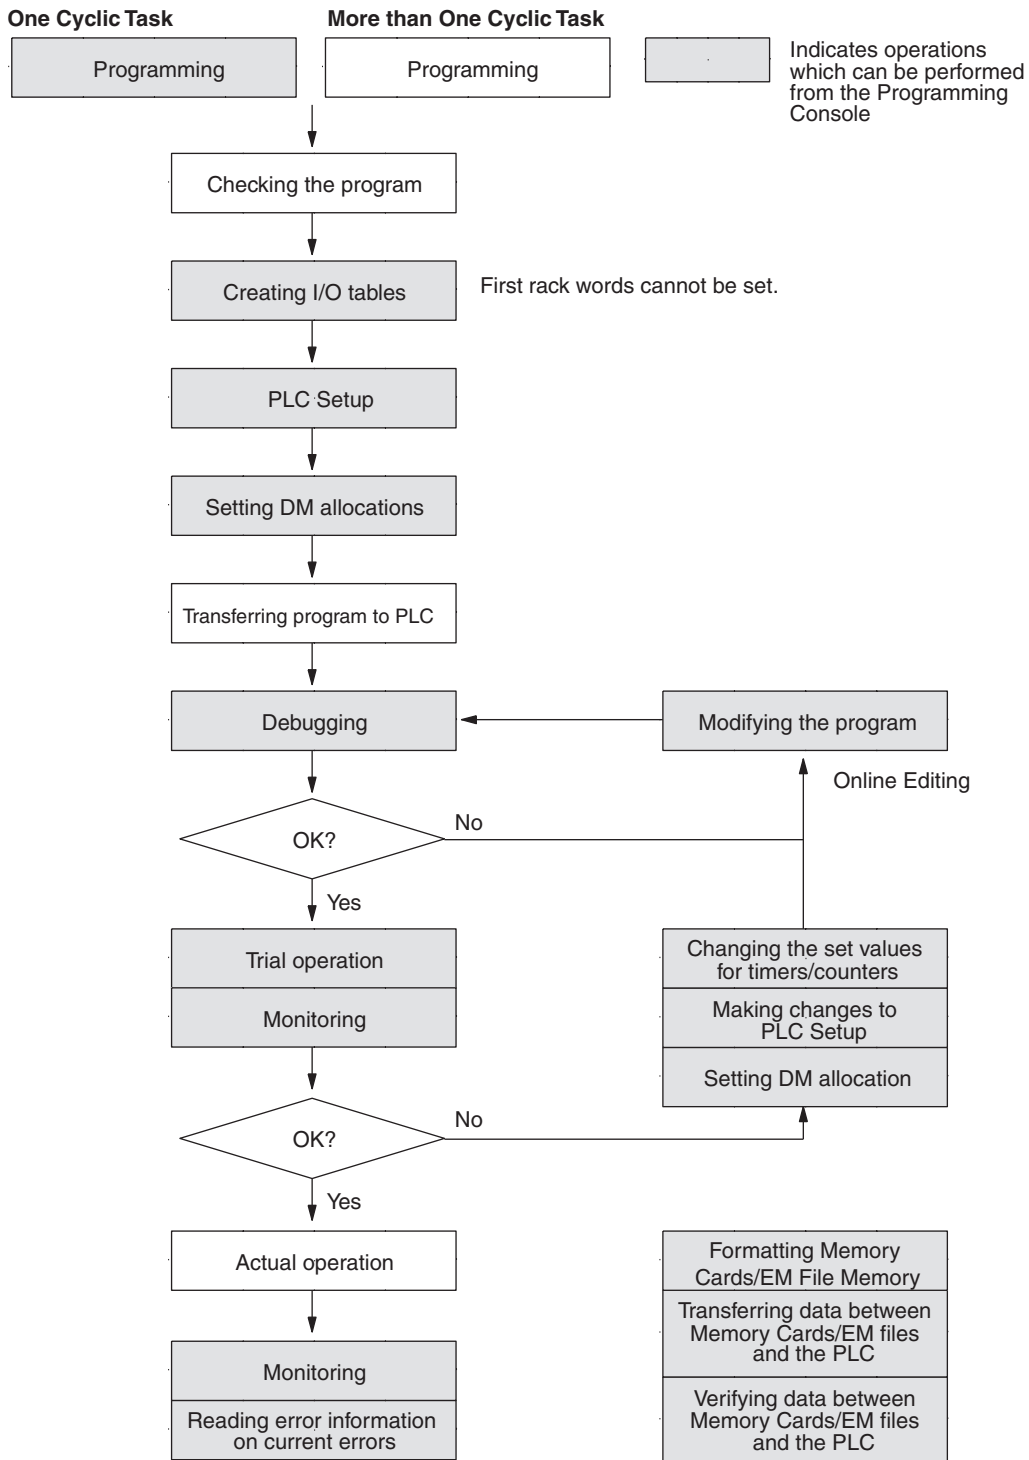 One Cyclic Task
More than One Cyclic Task
Programming
Programming
Indicates operations
which can be performed
from the Programming
Console
Checking the program
Creating I/O tables
First rack words cannot be set.
PLC Setup
Setting DM allocations
Transferring program to PLC
Debugging
Modifying the program
Online Editing
OK?
No
Yes
Trial operation
Monitoring
Changing the set values
for timers/counters
Making changes to
PLC Setup
Setting DM allocation
OK?
No
Yes
Actual operation
Monitoring
Reading error information
on current errors
Formatting Memory
Cards/EM File Memory
Transferring data between
Memory Cards/EM files
and the PLC
Verifying data between
Memory Cards/EM files
and the PLC